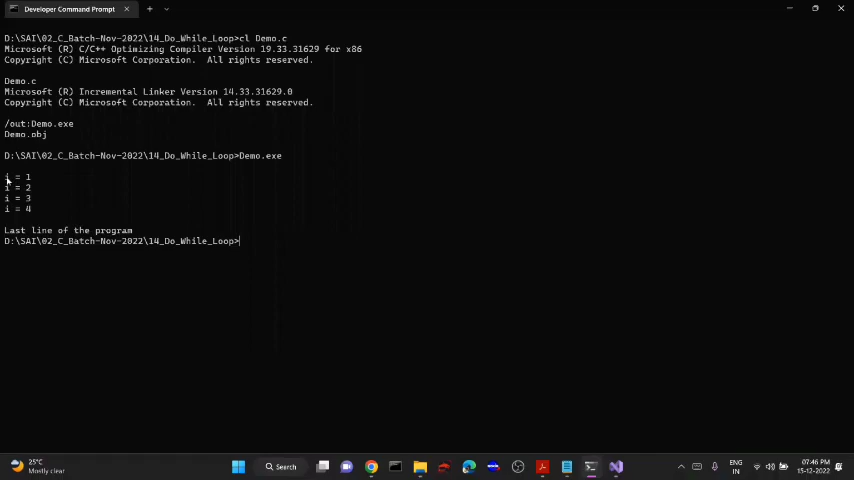 Developer Command Prompt
D:\SAI\02_C_Batch-Nov-2022\14_Do_While_Loop>cl Demo.c
Microsoft (R) C/C++ Optimizing Compiler Version 19.33.31629 for x86
Copyright (C) Microsoft Corporation.  All rights reserved.
Demo.c
Microsoft (R) Incremental Linker Version 14.33.31629.0
Copyright (C) Microsoft Corporation.  All rights reserved.
/out:Demo.exe
Demo.obj
D:\SAI\02_C_Batch-Nov-2022\14_Do_While_Loop>Demo.exe
i = 1
i = 2
i = 3
i = 4
Last line of the program
D:\SAI\02_C_Batch-Nov-2022\14_Do_While_Loop>
25°C
Mostly clear
Search
ENG
IN
07:46 PM
15-12-2022